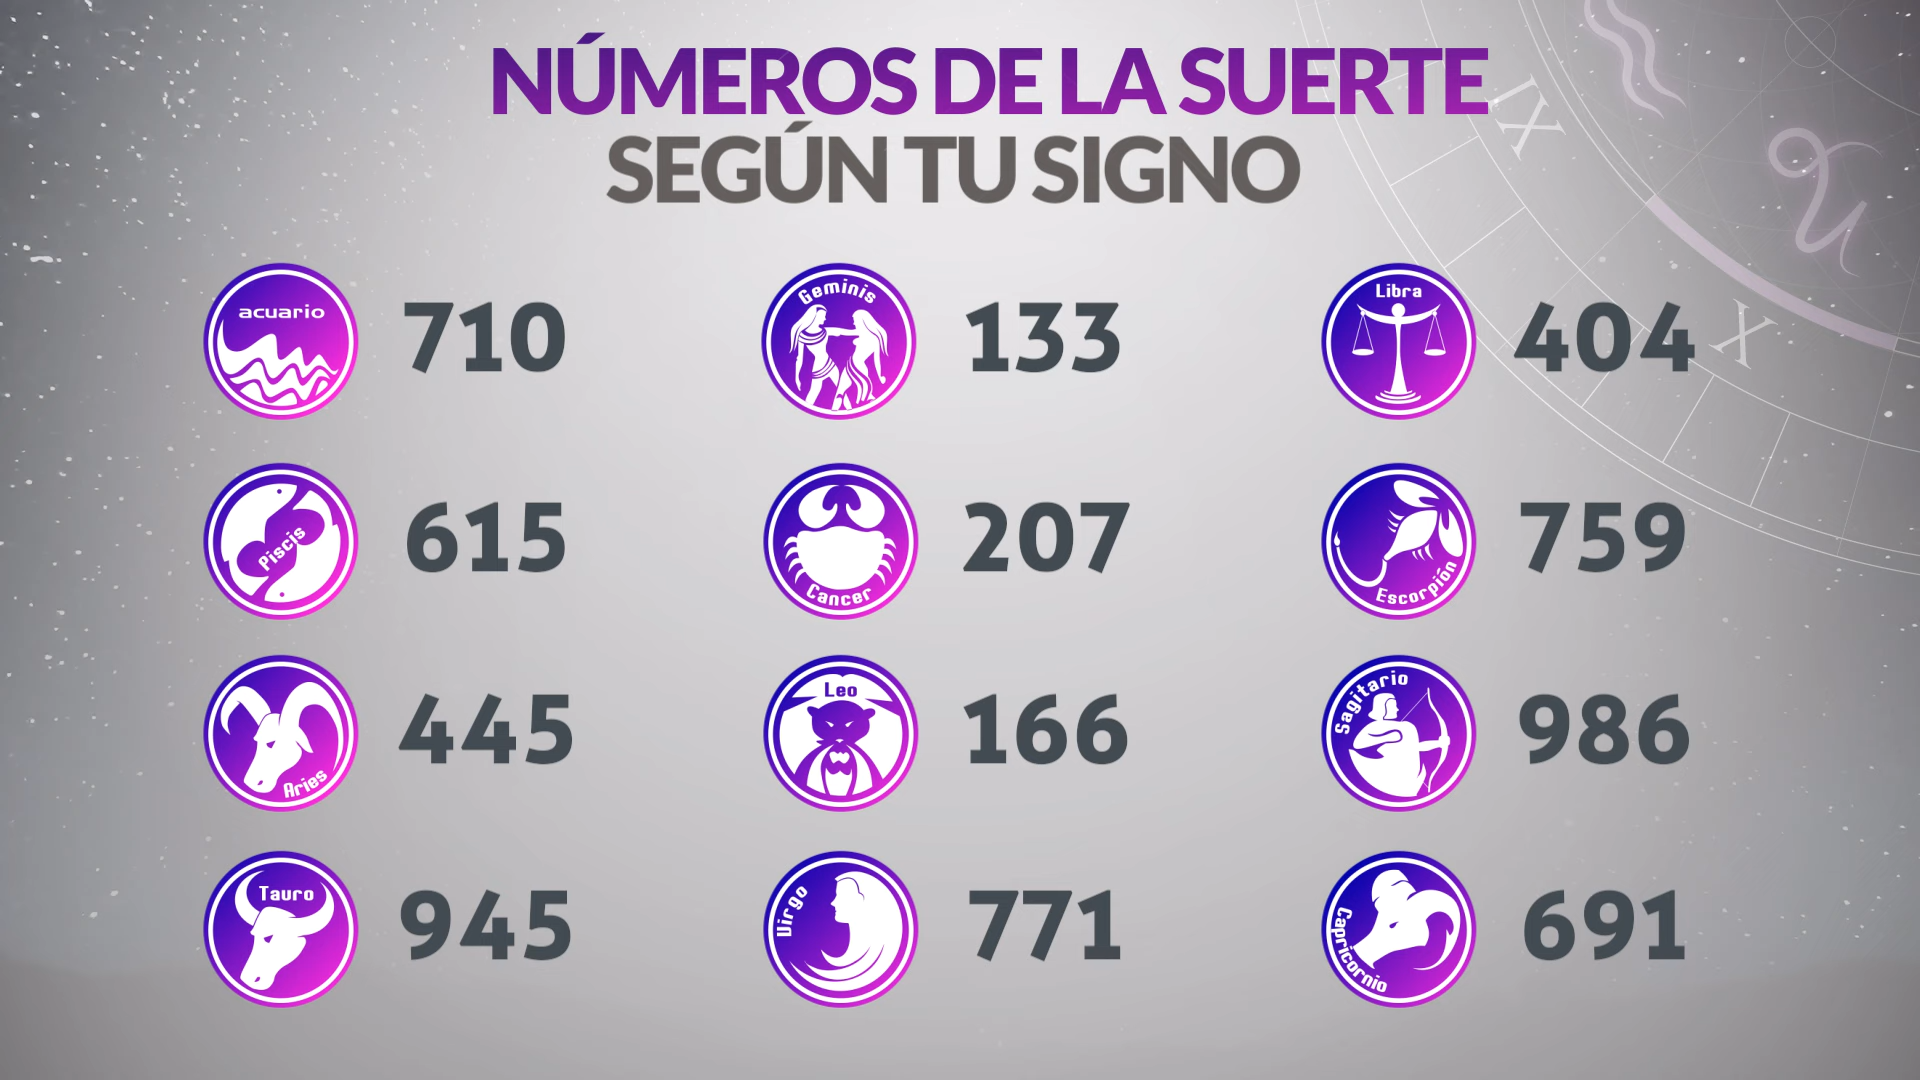 NÚMEROS DE LA SUERTE
SEGÚN TU SIGNO
acuario 710
Geminis 133
Libra 404
Piscis 615
Cancer 207
Escorpión 759
Aries 445
Leo 166
Sagitario 986
Tauro 945
Virgo 771
Capricornio 691
IX
X